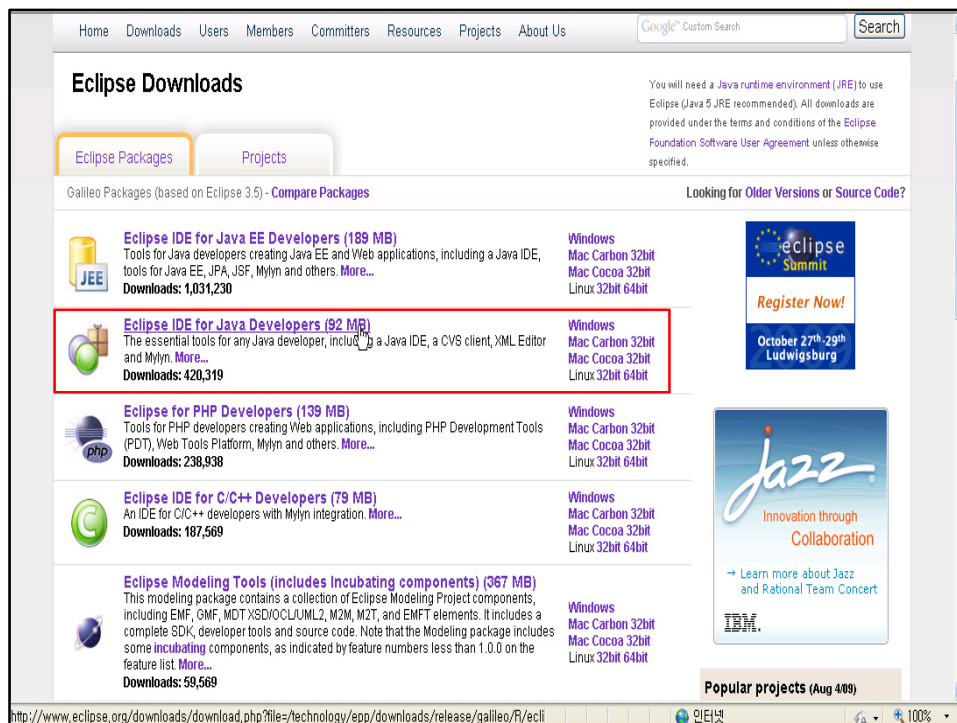 Home Downloads Users Members Committers Resources Projects About Us
Google™ Custom Search
Search
Eclipse Downloads
You will need a Java runtime environment (JRE) to use
Eclipse (Java 5 JRE recommended). All downloads are
provided under the terms and conditions of the Eclipse
Foundation Software User Agreement unless otherwise
specified.
Eclipse Packages
Projects
Galileo Packages (based on Eclipse 3.5) - Compare Packages
Looking for Older Versions or Source Code?
JEE
Eclipse IDE for Java EE Developers (189 MB)
Tools for Java developers creating Java EE and Web applications, including a Java IDE,
tools for Java EE, JPA, JSF, Mylyn and others. More...
Downloads: 1,031,230
Windows
Mac Carbon 32bit
Mac Cocoa 32bit
Linux 32bit 64bit
Eclipse IDE for Java Developers (92 MB)
The essential tools for any Java developer, including a Java IDE, a CVS client, XML Editor
and Mylyn. More...
Downloads: 420,319
Windows
Mac Carbon 32bit
Mac Cocoa 32bit
Linux 32bit 64bit
php
Eclipse for PHP Developers (139 MB)
Tools for PHP developers creating Web applications, including PHP Development Tools
(PDT), Web Tools Platform, Mylyn and others. More...
Downloads: 238,938
Windows
Mac Carbon 32bit
Mac Cocoa 32bit
Linux 32bit 64bit
C
Eclipse IDE for C/C++ Developers (79 MB)
An IDE for C/C++ developers with Mylyn integration. More...
Downloads: 187,569
Windows
Mac Carbon 32bit
Mac Cocoa 32bit
Linux 32bit 64bit
Eclipse Modeling Tools (includes Incubating components) (367 MB)
This modeling package contains a collection of Eclipse Modeling Project components,
including EMF, GMF, MDT XSD/OCL/UML2, M2M, M2T, and EMFT elements. It includes a
complete SDK, developer tools and source code. Note that the Modeling package includes
some incubating components, as indicated by feature numbers less than 1.0.0 on the
feature list. More...
Downloads: 59,569
Windows
Mac Carbon 32bit
Mac Cocoa 32bit
Linux 32bit 64bit
eclipse
Summit
Register Now!
October 27th-29th
Ludwigsburg
jazz
Innovation through
Collaboration
→ Learn more about Jazz
and Rational Team Concert
IBM.
Popular projects (Aug 4/09)
http://www.eclipse.org/downloads/download.php?file=/technology/epp/downloads/release/galileo/R/ecli
인터넷
100%